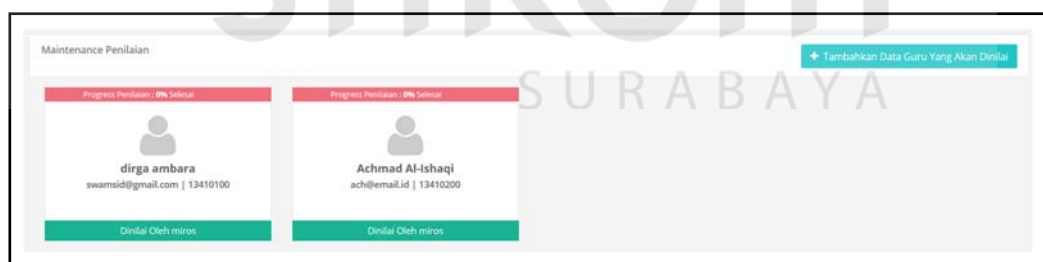 Maintenance Penilaian
+ Tambahkan Data Guru Yang Akan Dinilai
SURABAYA
Progress Penilaian : 0% Selesai
dirga ambara
swamsid@gmail.com | 13410100
Dinilai Oleh miros
Progress Penilaian : 0% Selesai
Achmad Al-Ishaqi
ach@email.id | 13410200
Dinilai Oleh miros